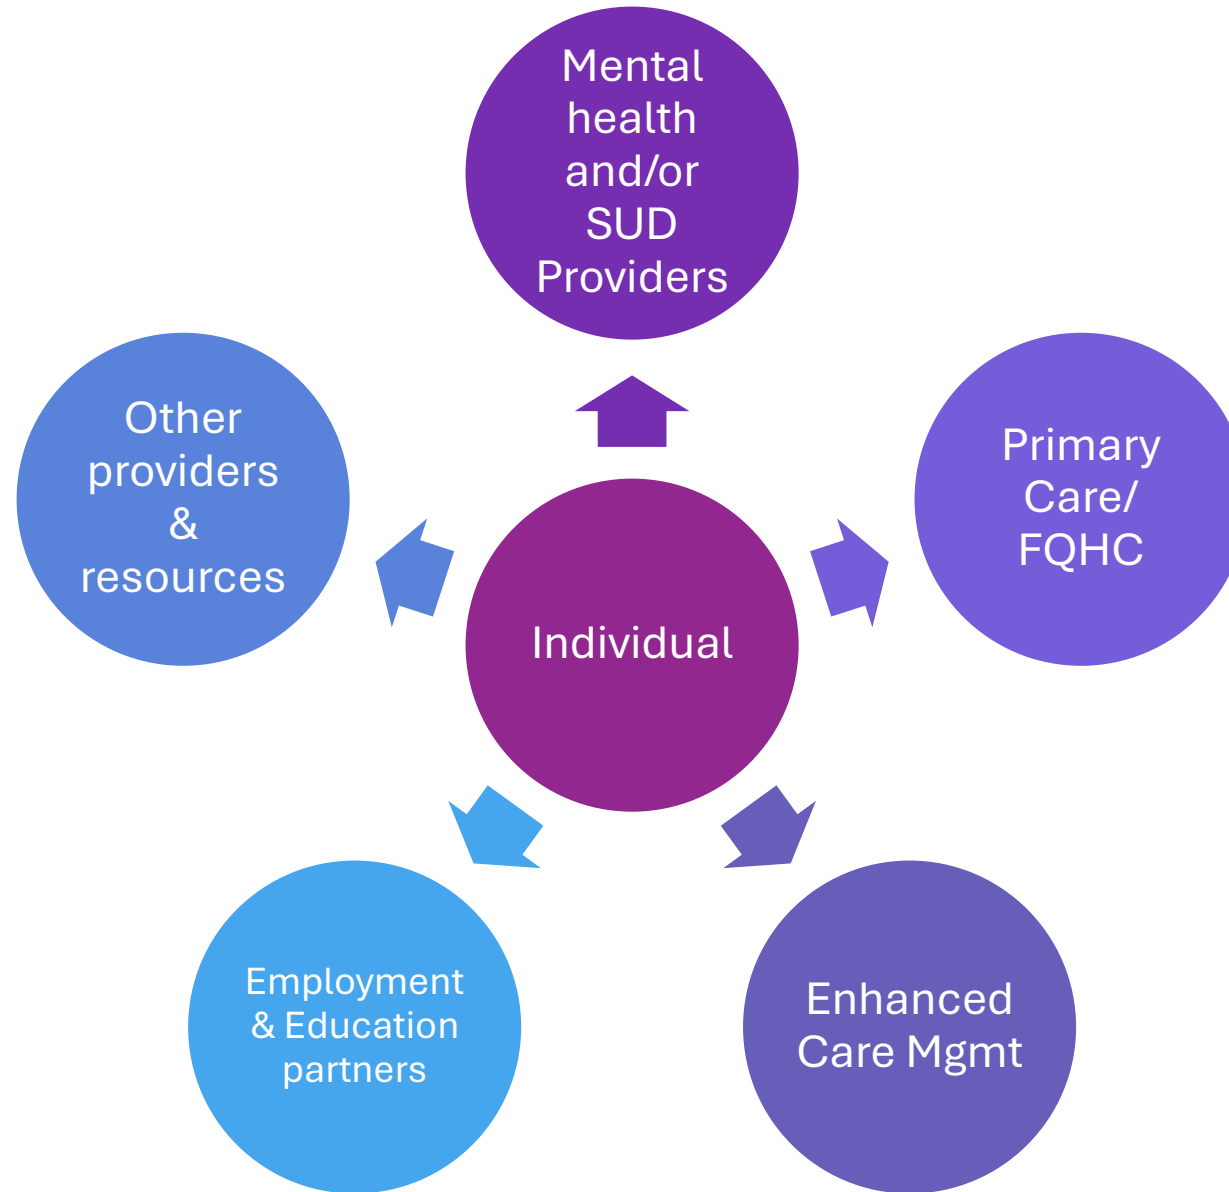 Mental
health
and/or
SUD
Providers
Other
providers
&
resources
Primary
Care/
FQHC
Individual
Employment
& Education
partners
Enhanced
Care Mgmt